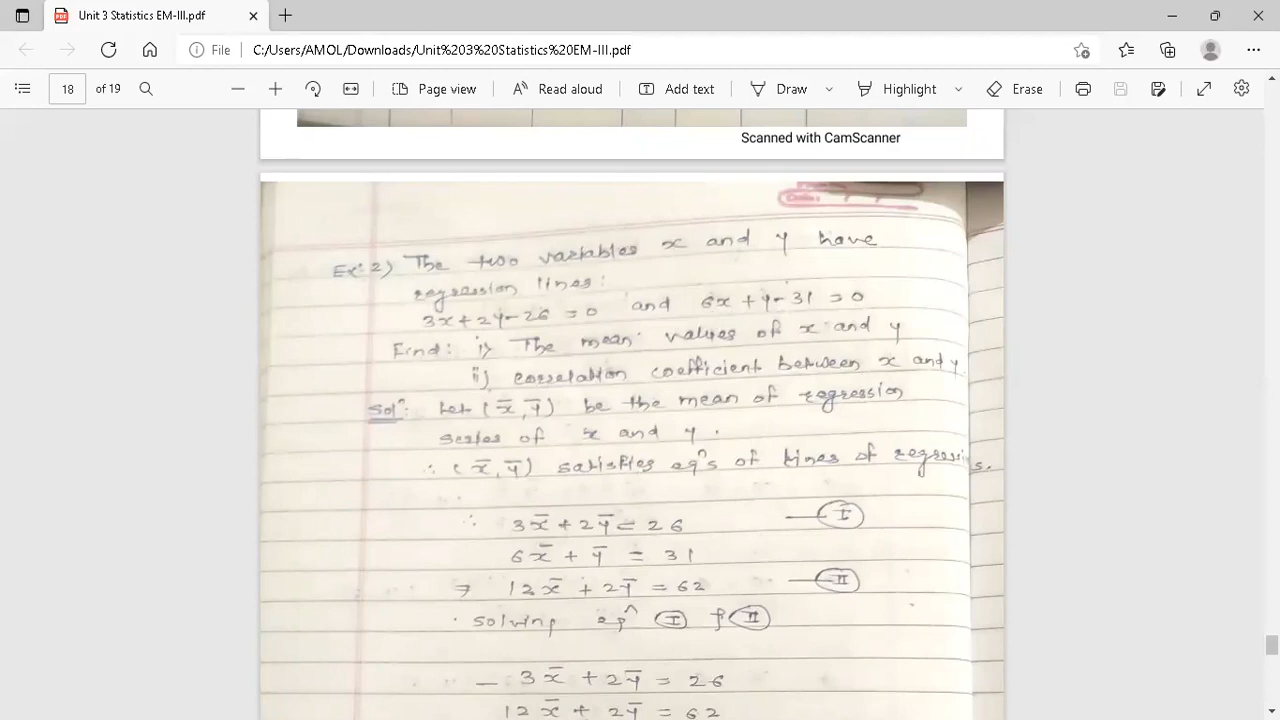 Unit 3 Statistics EM-III.pdf
File C:/Users/AMOL/Downloads/Unit%203%20Statistics%20EM-III.pdf
18 of 19 Page view Read aloud Add text Draw Highlight Erase
Scanned with CamScanner
Ex: 2) The two variables x and y have
regression lines:
3x+2y-26 =0 and 6x+y-31=0
Find: i) The mean values of x and y
ii) correlation coefficient between x and y
Solⁿ: Let (x̄, ȳ) be the mean of regression
series of x and y.
∴ (x̄, ȳ) satisfies eqⁿs of lines of regressi s.
∴ 3x̄ + 2ȳ = 26 — I
6x̄ + ȳ = 31
⇒ 12x̄ + 2ȳ = 62 — II
solving eqⁿ I & II
— 3x̄ + 2ȳ = 26
12x̄ + 2ȳ = 62